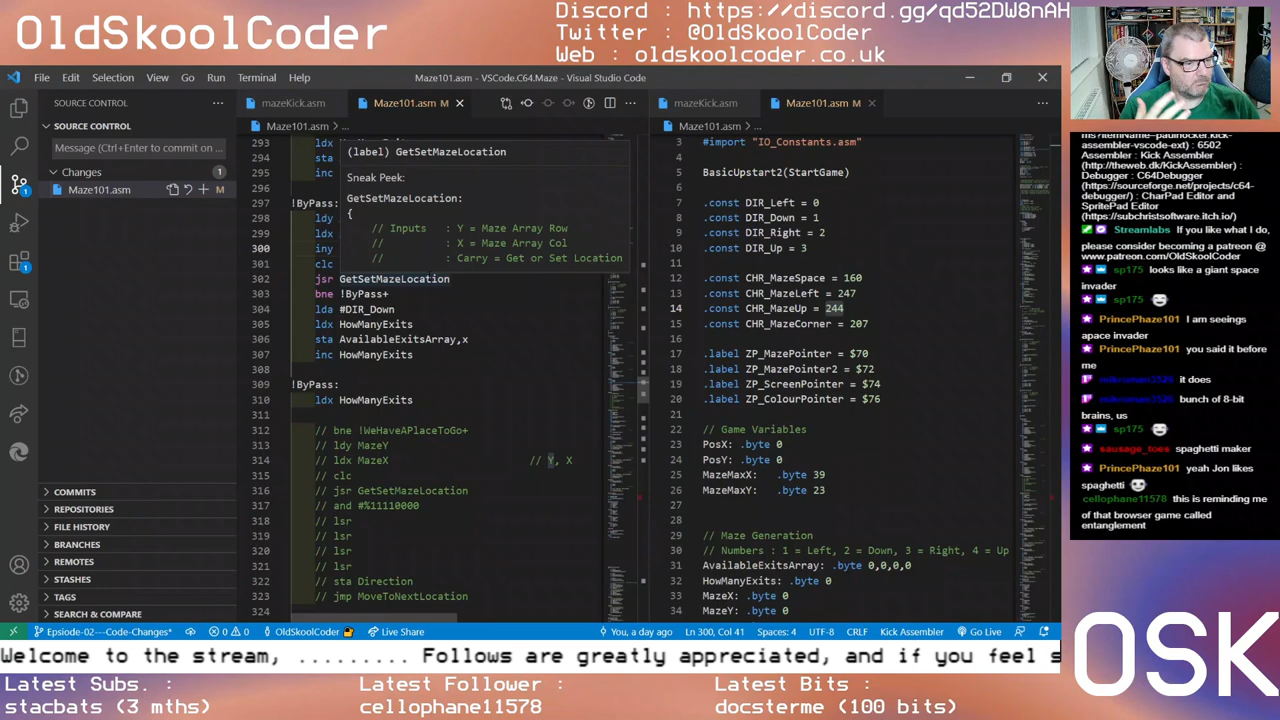 OldSkoolCoder
Discord : https://discord.gg/qd52DW8nAH
Twitter : @OldSkoolCoder
Web : oldskoolcoder.co.uk
File Edit Selection View Go Run Terminal Help
Maze101.asm - VSCode.C64.Maze - Visual Studio Code
SOURCE CONTROL
SOURCE CONTROL
Message (Ctrl+Enter to commit on ...
Changes 1
Maze101.asm M
COMMITS
REPOSITORIES
FILE HISTORY
BRANCHES
REMOTES
STASHES
TAGS
SEARCH & COMPARE
mazeKick.asm Maze101.asm M
Maze101.asm > ...
293
294 ldx
295 sta
296 inc
297 !ByPass:
298 ldy
299 ldx
300 iny
301 clc
302 jsr GetSetMazeLocation
303 bne !ByPass+
304 lda #DIR_Down
305 ldx HowManyExits
306 sta AvailableExitsArray,x
307 inc HowManyExits
308
309 !ByPass:
310 ldx HowManyExits
311
312 // bne !WeHaveAPlaceToGo+
313 // ldy MazeY
314 // ldx MazeX // Y, X
315 // clc
316 // jsr GetSetMazeLocation
317 // and #%11110000
318 // lsr
319 // lsr
320 // lsr
321 // lsr
322 // sta Direction
323 // jmp MoveToNextLocation
324
(label) GetSetMazeLocation
Sneak Peek:
GetSetMazeLocation:
{
// Inputs : Y = Maze Array Row
// : X = Maze Array Col
// : Carry = Get or Set Location
mazeKick.asm Maze101.asm M
Maze101.asm > ...
3 #import "IO_Constants.asm"
4
5 BasicUpstart2(StartGame)
6
7 .const DIR_Left = 0
8 .const DIR_Down = 1
9 .const DIR_Right = 2
10 .const DIR_Up = 3
11
12 .const CHR_MazeSpace = 160
13 .const CHR_MazeLeft = 247
14 .const CHR_MazeUp = 244
15 .const CHR_MazeCorner = 207
16
17 .label ZP_MazePointer = $70
18 .label ZP_MazePointer2 = $72
19 .label ZP_ScreenPointer = $74
20 .label ZP_ColourPointer = $76
21
22 // Game Variables
23 PosX: .byte 0
24 PosY: .byte 0
25 MazeMaxX: .byte 39
26 MazeMaxY: .byte 23
27
28
29 // Maze Generation
30 // Numbers : 1 = Left, 2 = Down, 3 = Right, 4 = Up
31 AvailableExitsArray: .byte 0,0,0,0
32 HowManyExits: .byte 0
33 MazeX: .byte 0
34 MazeY: .byte 0
Epsiode-02---Code-Changes* 0 0 OldSkoolCoder Live Share You, a day ago Ln 300, Col 41 Spaces: 4 UTF-8 CRLF Kick Assembler Go Live
ms?itemName=paulhocker.kick-
assembler-vscode-ext) : 6502
Assembler : Kick Assembler
(http://theweb.dk/KickAssembler) :
Debugger : C64Debugger
(https://sourceforge.net/projects/c64-
debugger/) : CharPad Editor and
SpritePad Editor
(https://subchristsoftware.itch.io/)
Streamlabs : If you like what I do,
please consider becoming a patreon @
www.patreon.com/OldSkoolCoder
sp175 looks like a giant space
invader
sp175
PrincePhaze101 I am seeings
apace invader
PrincePhaze101 you said it before
me
it does
bunch of 8-bit
brains, us
sp175
sausage_toes spaghetti maker
PrincePhaze101 yeah Jon likes
spaghetti
cellophane11578 this is reminding me
of that browser game called
entanglement
OSK
Welcome to the stream, ......... Follows are greatly appreciated, and if you feel s
Latest Subs. :
stacbats (3 mths)
Latest Follower :
cellophane11578
Latest Bits :
docsterme (100 bits)